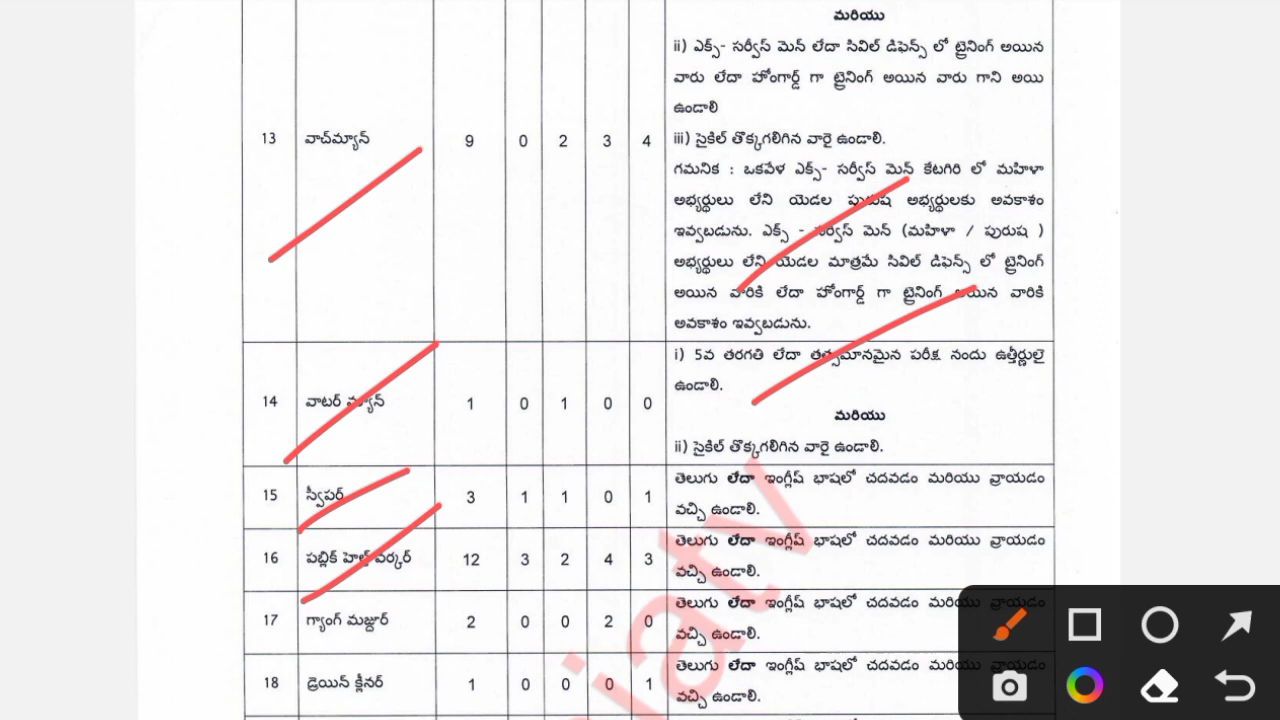 మరియు
ii) ఎక్స్- సర్వీస్ మెన్ లేదా సివిల్ డిఫెన్స్ లో ట్రైనింగ్ అయిన
వారు లేదా హోంగార్డ్ గా ట్రైనింగ్ అయిన వారు గాని అయి
ఉండాలి
13 వాచ్‌మ్యాన్ 9 0 2 3 4 iii) సైకిల్ తొక్కగలిగిన వారై ఉండాలి.
గమనిక : ఒకవేళ ఎక్స్- సర్వీస్ మెన్ కేటగిరి లో మహిళా
అభ్యర్థులు లేని యెడల పురుష అభ్యర్థులకు అవకాశం
ఇవ్వబడును. ఎక్స్ - సర్వీస్ మెన్ (మహిళా / పురుష )
అభ్యర్థులు లేని యెడల మాత్రమే సివిల్ డిఫెన్స్ లో ట్రైనింగ్
అయిన వారికి లేదా హోంగార్డ్ గా ట్రైనింగ్ అయిన వారికి
అవకాశం ఇవ్వబడును.
i) 5వ తరగతి లేదా తత్సమానమైన పరీక్ష నందు ఉత్తీర్ణులై
ఉండాలి.
14 వాటర్ మ్యాన్ 1 0 1 0 0
మరియు
ii) సైకిల్ తొక్కగలిగిన వారై ఉండాలి.
15 స్వీపర్ 3 1 1 0 1 తెలుగు లేదా ఇంగ్లీష్ భాషలో చదవడం మరియు వ్రాయడం
వచ్చి ఉండాలి.
16 పబ్లిక్ హెల్త్ వర్కర్ 12 3 2 4 3 తెలుగు లేదా ఇంగ్లీష్ భాషలో చదవడం మరియు వ్రాయడం
వచ్చి ఉండాలి.
17 గ్యాంగ్ మజ్దూర్ 2 0 0 2 0 తెలుగు లేదా ఇంగ్లీష్ భాషలో చదవడం మరియు వ్రాయడం
వచ్చి ఉండాలి.
18 డ్రెయిన్ క్లీనర్ 1 0 0 0 1 తెలుగు లేదా ఇంగ్లీష్ భాషలో చదవడం మరియు వ్రాయడం
వచ్చి ఉండాలి.